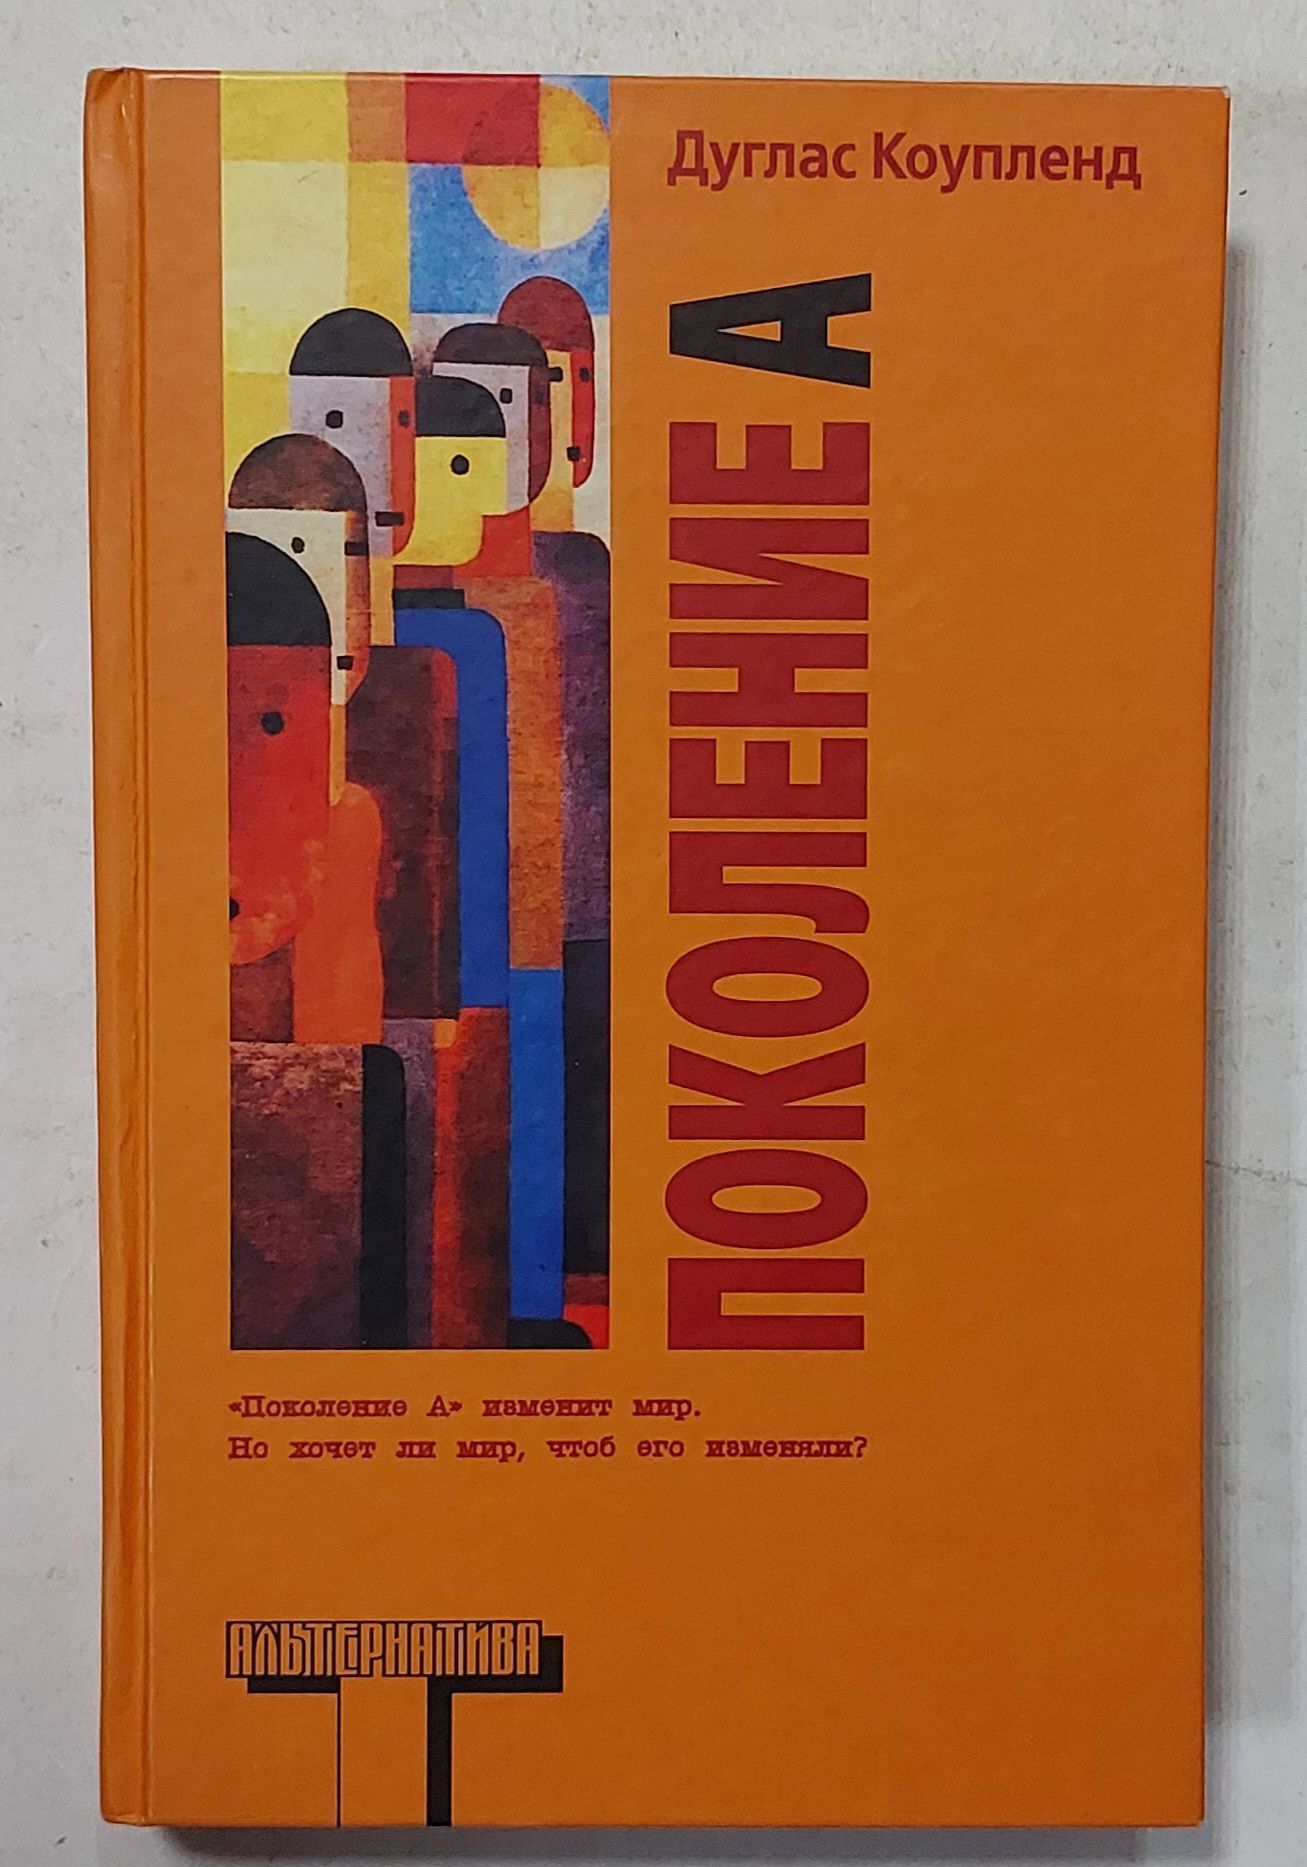 Дуглас Коупленд
ПОКОЛЕНИЕ А
«Поколение А» изменит мир.
Но хочет ли мир, чтоб его изменяли?
АЛЬТЕРНАТИВА